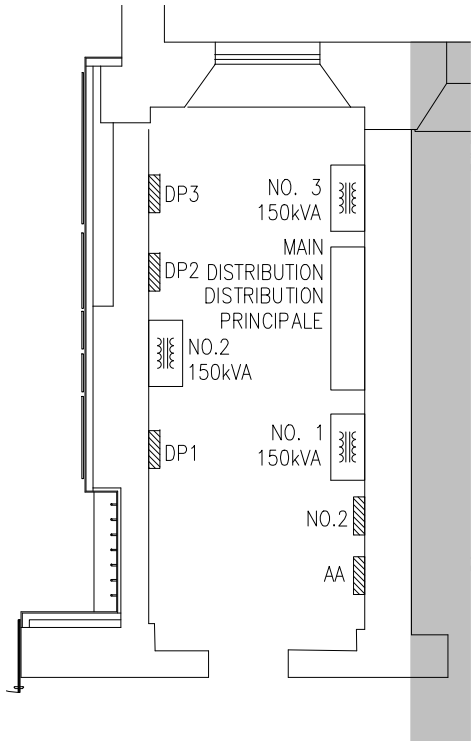 DP3
NO. 3
150kVA
MAIN
DISTRIBUTION
DISTRIBUTION
PRINCIPALE
DP2
NO.2
150kVA
DP1
NO. 1
150kVA
NO.2
AA